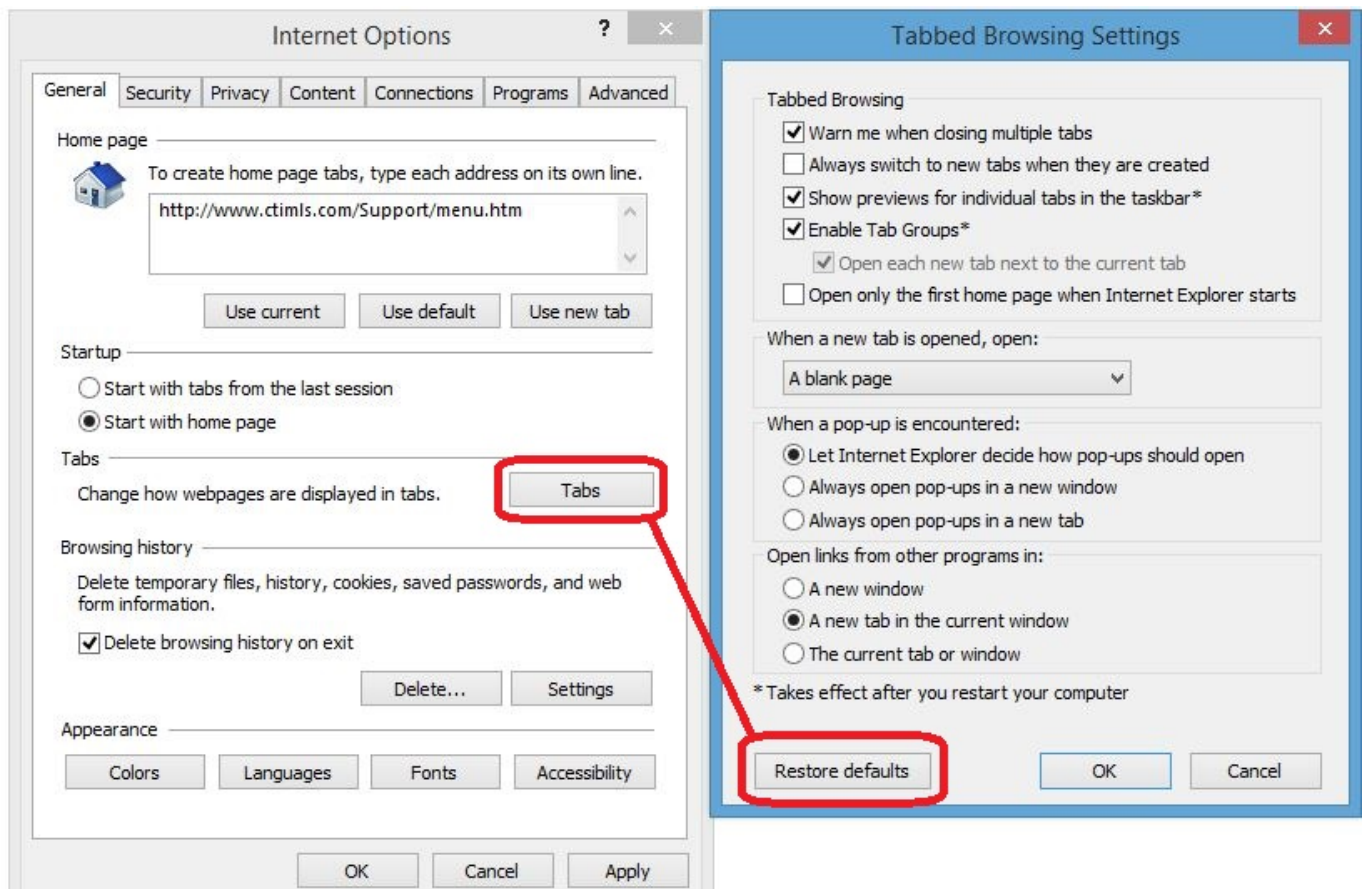 Internet Options
?
General Security Privacy Content Connections Programs Advanced
Home page
To create home page tabs, type each address on its own line.
http://www.ctimls.com/Support/menu.htm
Use current Use default Use new tab
Startup
Start with tabs from the last session
Start with home page
Tabs
Change how webpages are displayed in tabs.
Tabs
Browsing history
Delete temporary files, history, cookies, saved passwords, and web
form information.
Delete browsing history on exit
Delete... Settings
Appearance
Colors Languages Fonts Accessibility
OK Cancel Apply
Tabbed Browsing Settings
Tabbed Browsing
Warn me when closing multiple tabs
Always switch to new tabs when they are created
Show previews for individual tabs in the taskbar*
Enable Tab Groups*
Open each new tab next to the current tab
Open only the first home page when Internet Explorer starts
When a new tab is opened, open:
A blank page
When a pop-up is encountered:
Let Internet Explorer decide how pop-ups should open
Always open pop-ups in a new window
Always open pop-ups in a new tab
Open links from other programs in:
A new window
A new tab in the current window
The current tab or window
* Takes effect after you restart your computer
Restore defaults OK Cancel